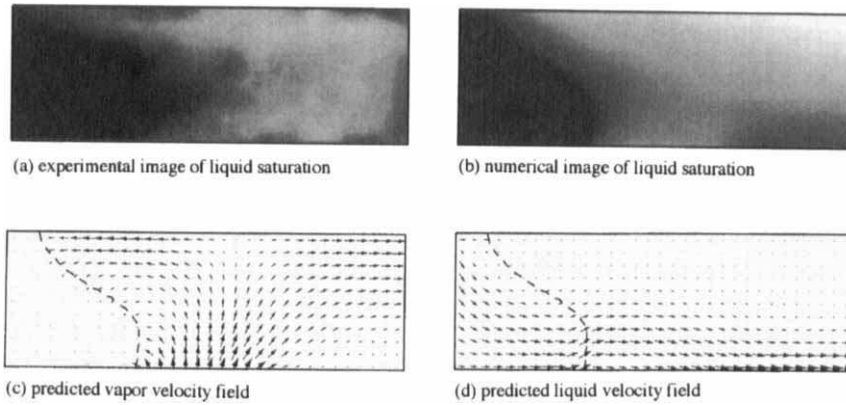 (a) experimental image of liquid saturation
(b) numerical image of liquid saturation
(c) predicted vapor velocity field
(d) predicted liquid velocity field